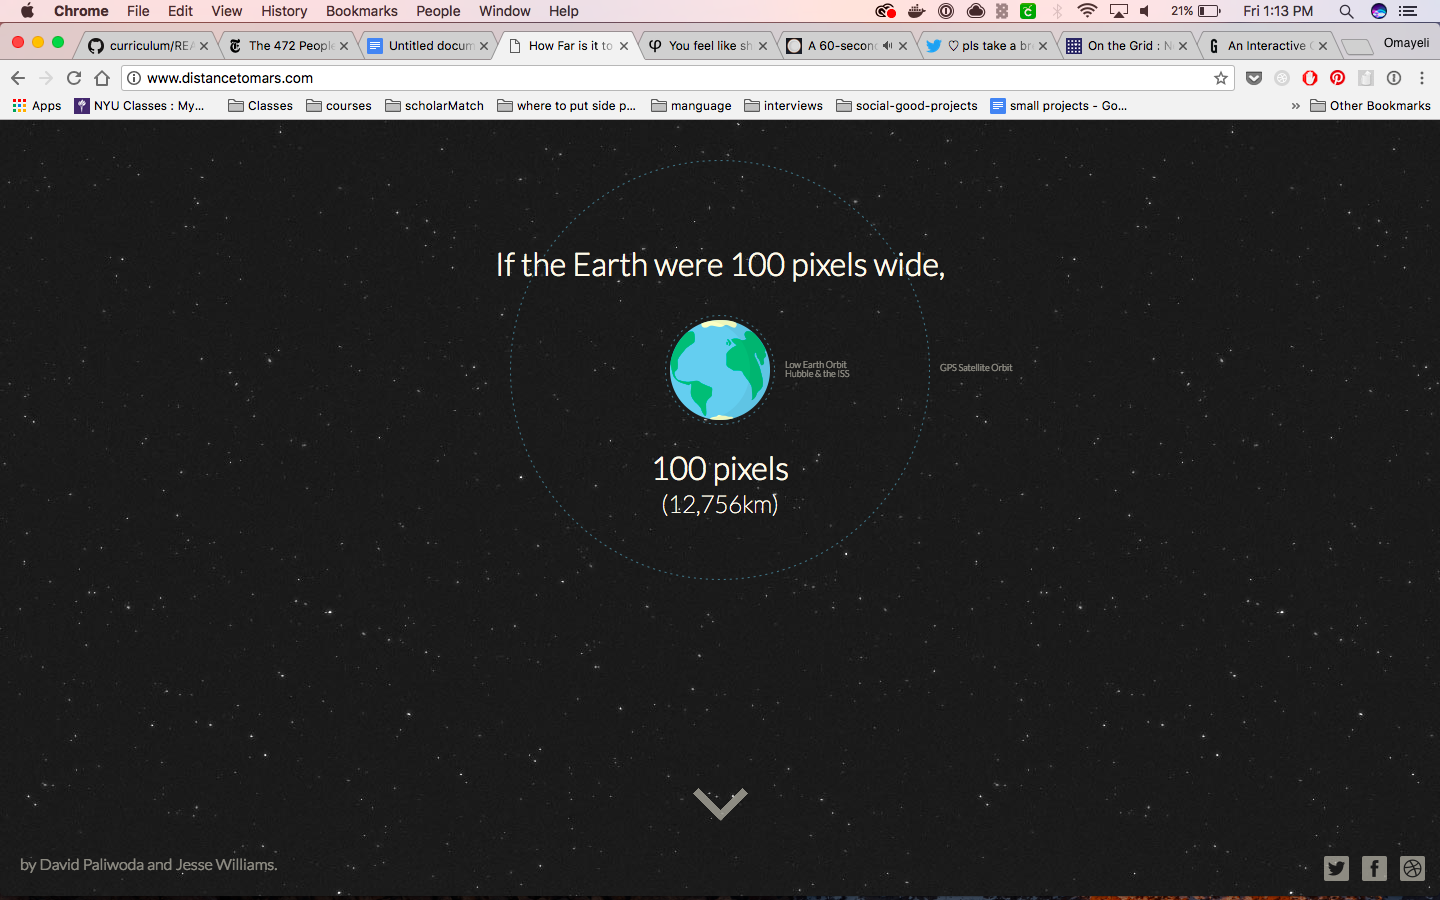 Chrome File Edit View History Bookmarks People Window Help 21% Fri 1:13 PM
curriculum/REA The 472 People Untitled docum How Far is it to You feel like sh A 60-second ♡ pls take a bre On the Grid : N An Interactive G Omayeli
www.distancetomars.com
Apps NYU Classes : My... Classes courses scholarMatch where to put side p... manguage interviews social-good-projects small projects - Go... » Other Bookmarks
If the Earth were 100 pixels wide,
Low Earth Orbit
Hubble & the ISS
GPS Satellite Orbit
100 pixels
(12,756km)
by David Paliwoda and Jesse Williams.